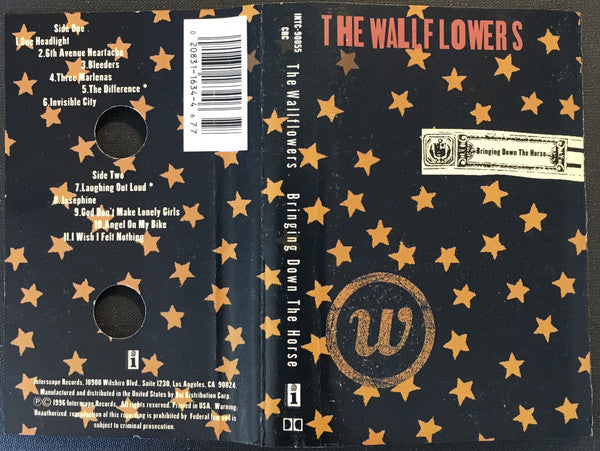 Side One
1.One Headlight
2.6th Avenue Heartache
3.Bleeders
4.Three Marlenas
5.The Difference *
6.Invisible City
Side Two
7.Laughing Out Loud *
8.Josephine
9.God Don't Make Lonely Girls
10.Angel On My Bike
11.I Wish I Felt Nothing
i
Interscope Records, 10900 Wilshire Blvd., Suite 1230, Los Angeles, CA 90024
Manufactured and distributed in the United States by Uni Distribution Corp.
℗© 1996 Interscope Records. All rights reserved. Printed in USA. Warning:
Unauthorized reproduction of this recording is prohibited by Federal law and is
subject to criminal prosecution.
0 20831-1634-4 6 77
INTC-90055
CRC
The Wallflowers. Bringing Down The Horse
i
THE WALLFLOWERS
Bringing Down The Horse
w